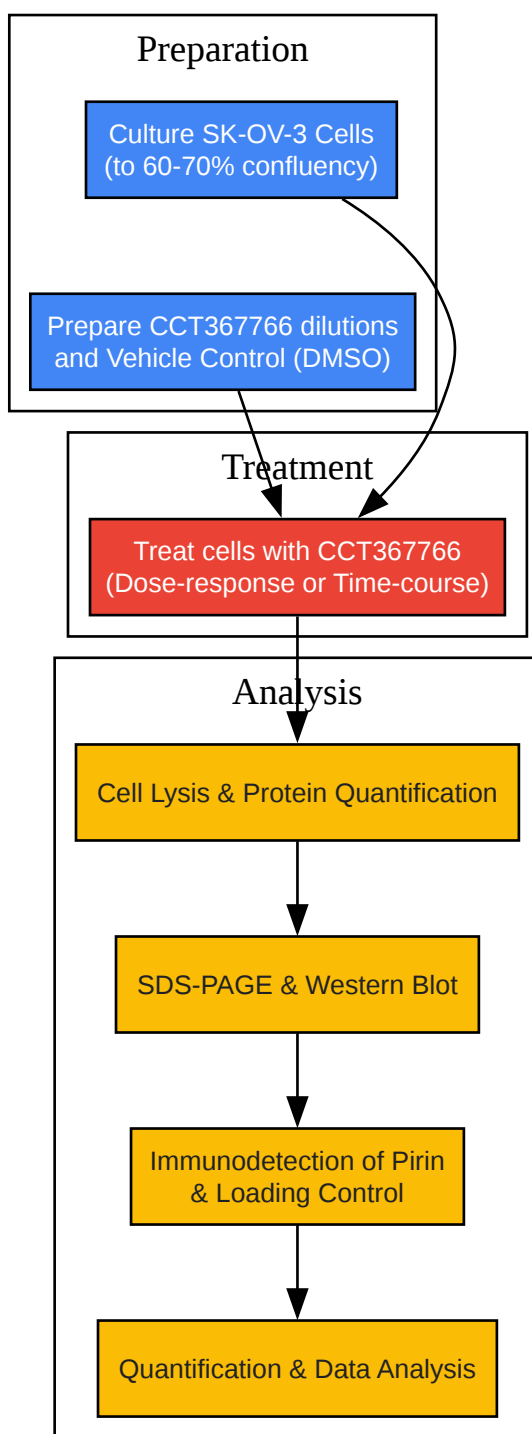 Preparation
Culture SK-OV-3 Cells
(to 60-70% confluency)
Prepare CCT367766 dilutions
and Vehicle Control (DMSO)
Treatment
Treat cells with CCT367766
(Dose-response or Time-course)
Analysis
Cell Lysis & Protein Quantification
SDS-PAGE & Western Blot
Immunodetection of Pirin
& Loading Control
Quantification & Data Analysis